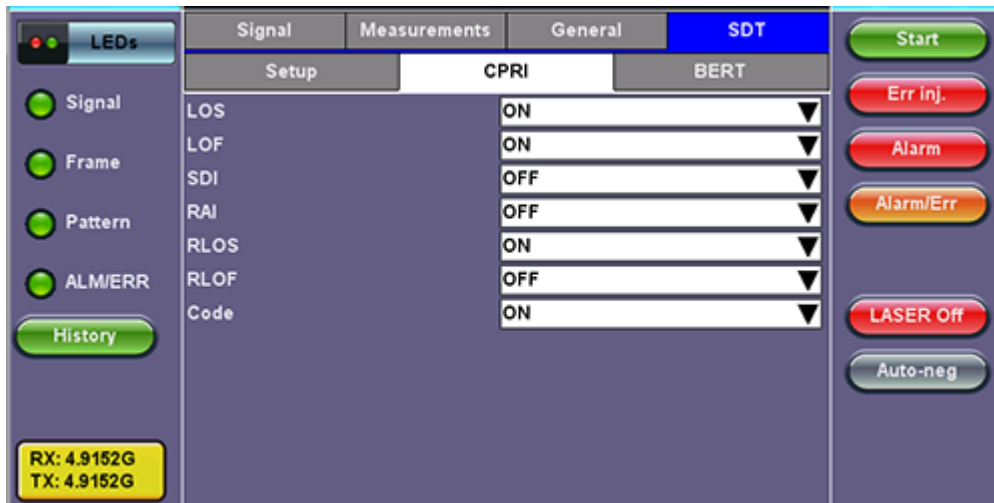 LEDs
Signal
Frame
Pattern
ALM/ERR
History
RX: 4.9152G
TX: 4.9152G
Signal Measurements General SDT
Setup CPRI BERT
LOS ON
LOF ON
SDI OFF
RAI OFF
RLOS ON
RLOF OFF
Code ON
Start
Err inj.
Alarm
Alarm/Err
LASER Off
Auto-neg